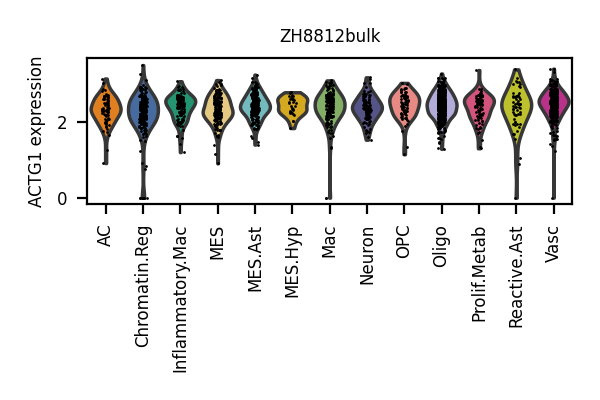 ZH8812bulk
ACTG1 expression
2
0
AC
Chromatin.Reg
Inflammatory.Mac
MES
MES.Ast
MES.Hyp
Mac
Neuron
OPC
Oligo
Prolif.Metab
Reactive.Ast
Vasc